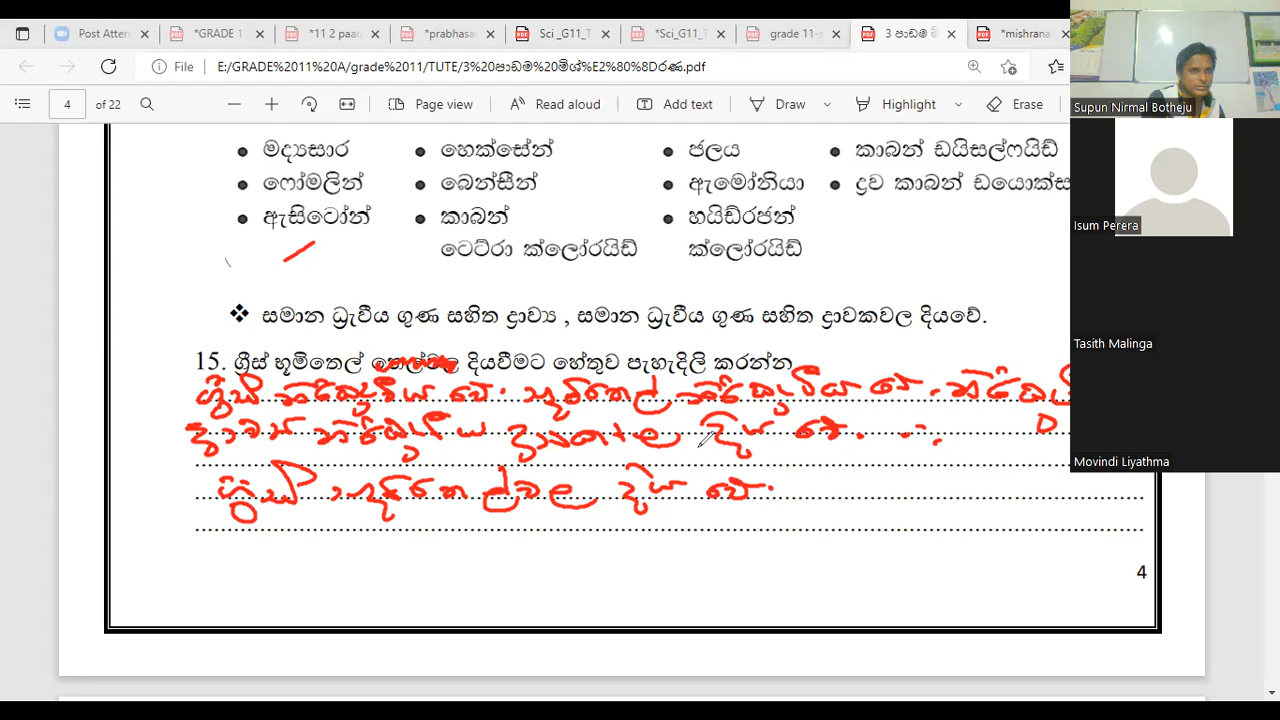 Post Atten
*GRADE 1
*11 2 paac
*prabhasa
Sci_G11_T
*Sci_G11_T
grade 11-s
3 පාඩම මි
*mishrana
File
E:/GRADE%2011%20A/grade%2011/TUTE/3%20පාඩම%20මිශ්%E2%80%8Dරණ.pdf
4 of 22
Page view
Read aloud
Add text
Draw
Highlight
Erase
Supun Nirmal Botheju
Isum Perera
Tasith Malinga
Movindi Liyathma
• මද්‍යසාර • හෙක්සේන් • ජලය • කාබන් ඩයිසල්ෆයිඩ්
• ෆෝමලින් • බෙන්සීන් • ඇමෝනියා • ද්‍රව කාබන් ඩයොක්ස
• ඇසිටෝන් • කාබන් • හයිඩ්රජන්
ටෙට්රා ක්ලෝරයිඩ් ක්ලෝරයිඩ්
❖ සමාන ධ්‍රැවීය ගුණ සහිත ද්‍රාව්‍ය , සමාන ධ්‍රැවීය ගුණ සහිත ද්‍රාවකවල දියවේ.
15. ග්‍රීස් භූමිතෙල් දියවීමට හේතුව පැහැදිලි කරන්න
ග්‍රීස් නිර්ධ්‍රැවීය වේ. භූමිතෙල් නිර්ධ්‍රැවීය වේ.
නිර්ධ්‍රැවීය දිය වේ. ∴
ග්‍රීස් භූමිතෙල්වල දිය වේ.
4